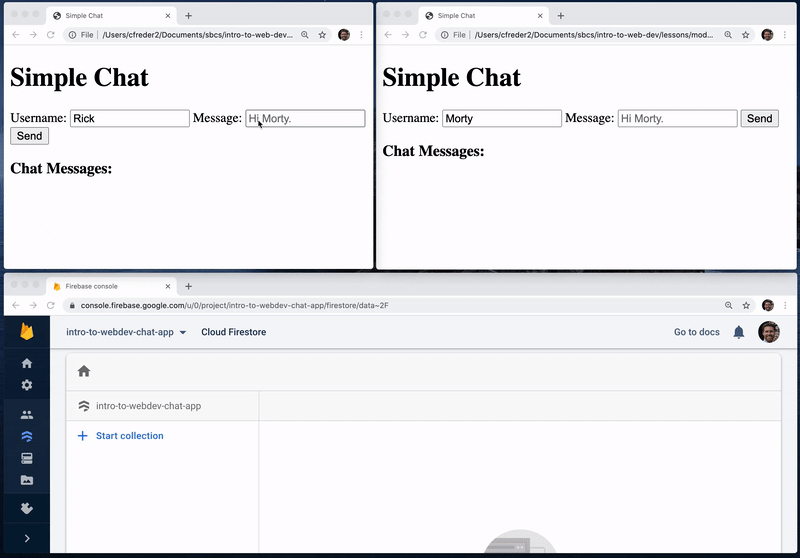 Simple Chat
File | /Users/cfreder2/Documents/sbcs/intro-to-web-dev...
Simple Chat
Username: Rick Message: Hi Morty.
Send
Chat Messages:
Simple Chat
File | /Users/cfreder2/Documents/sbcs/intro-to-web-dev/lessons/mod...
Simple Chat
Username: Morty Message: Hi Morty. Send
Chat Messages:
Firebase console
console.firebase.google.com/u/0/project/intro-to-webdev-chat-app/firestore/data~2F
intro-to-webdev-chat-app Cloud Firestore Go to docs
intro-to-webdev-chat-app
Start collection